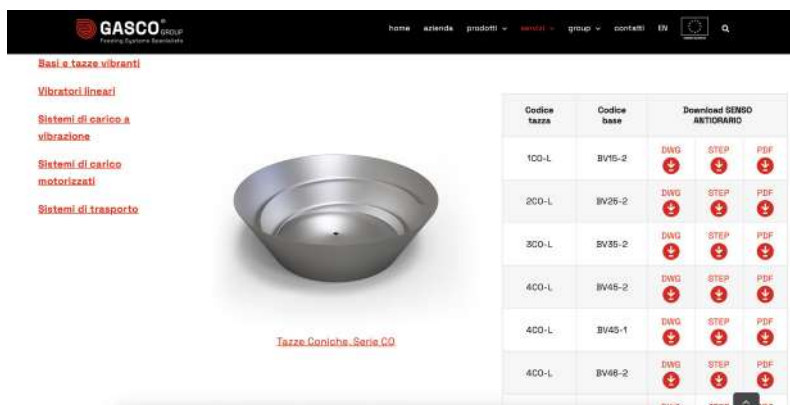 GASCO® GROUP
Feeding Systems Specialists
home azienda prodotti servizi group contatti EN
Basi e tazze vibranti
Vibratori lineari
Sistemi di carico a
vibrazione
Sistemi di carico
motorizzati
Sistemi di trasporto
Tazze Coniche, Serie CO
Codice tazza Codice base Download SENSO ANTIORARIO
1CO-L BV15-2 DWG STEP PDF
2CO-L BV25-2 DWG STEP PDF
3CO-L BV35-2 DWG STEP PDF
4CO-L BV45-2 DWG STEP PDF
4CO-L BV45-1 DWG STEP PDF
4CO-L BV46-2 DWG STEP PDF